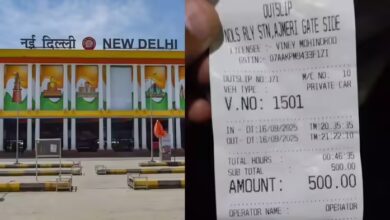 नई दिल्ली NEW DELHI
OUTSLIP
NDLS RLY STN, AJMERI GATE SIDE
LICENSEE: - VINEY MOHINDROO
GSTIN:- 07AAKPM9433F1ZI
OUTSLIP NO. 171 M/C NO. 10
VEH TYPE: PRIVATE CAR
V.NO: 1501
IN : DT:16/09/2025 TM:20.35.35
OUT : DT:16/09/2025 TM:21.22.10
TOTAL HOURS : 00:46.35
SUB TOTAL 500.00
AMOUNT: 500.00
OPERATOR NAME : OPERATOR